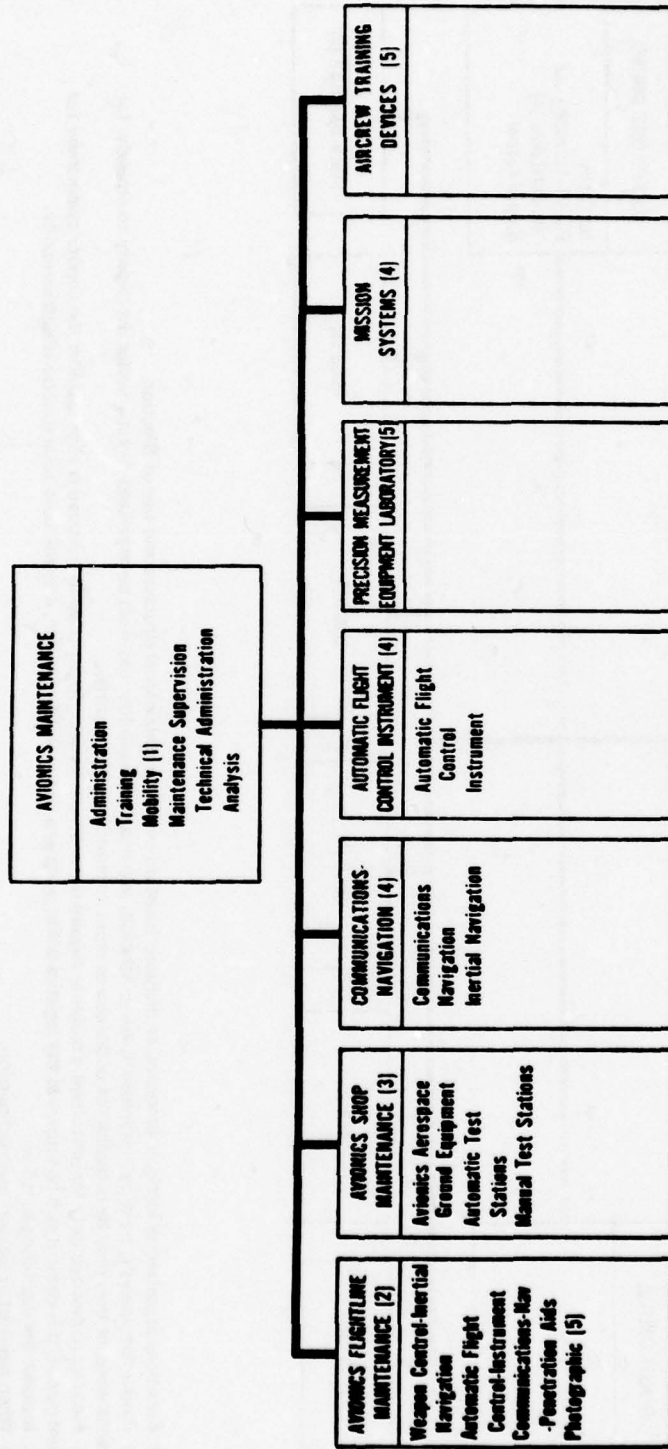 AVIONICS MAINTENANCE
Administration
Training
Mobility (1)
Maintenance Supervision
Technical Administration
Analysis
AVIONICS FLIGHTLINE
MAINTENANCE (2)
Weapon Control-Inertial
Navigation
Automatic Flight
Control-Instrument
Communications-Nav
-Penetration Aids
Photographic (5)
AVIONICS SHOP
MAINTENANCE (3)
Avionics Aerospace
Ground Equipment
Automatic Test
Stations
Manual Test Stations
COMMUNICATIONS-
NAVIGATION (4)
Communications
Navigation
Inertial Navigation
AUTOMATIC FLIGHT
CONTROL INSTRUMENT (4)
Automatic Flight
Control
Instrument
PRECISION MEASUREMENT
EQUIPMENT LABORATORY(5)
MISSION
SYSTEMS (4)
AIRCREW TRAINING
DEVICES (5)